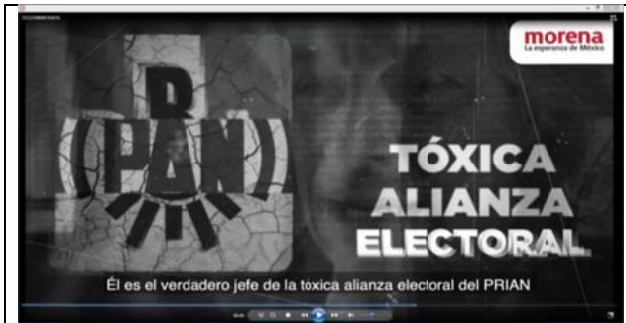 morena
La esperanza de México
R
(PAN)
TÓXICA
ALIANZA
ELECTORAL
Él es el verdadero jefe de la tóxica alianza electoral del PRIAN